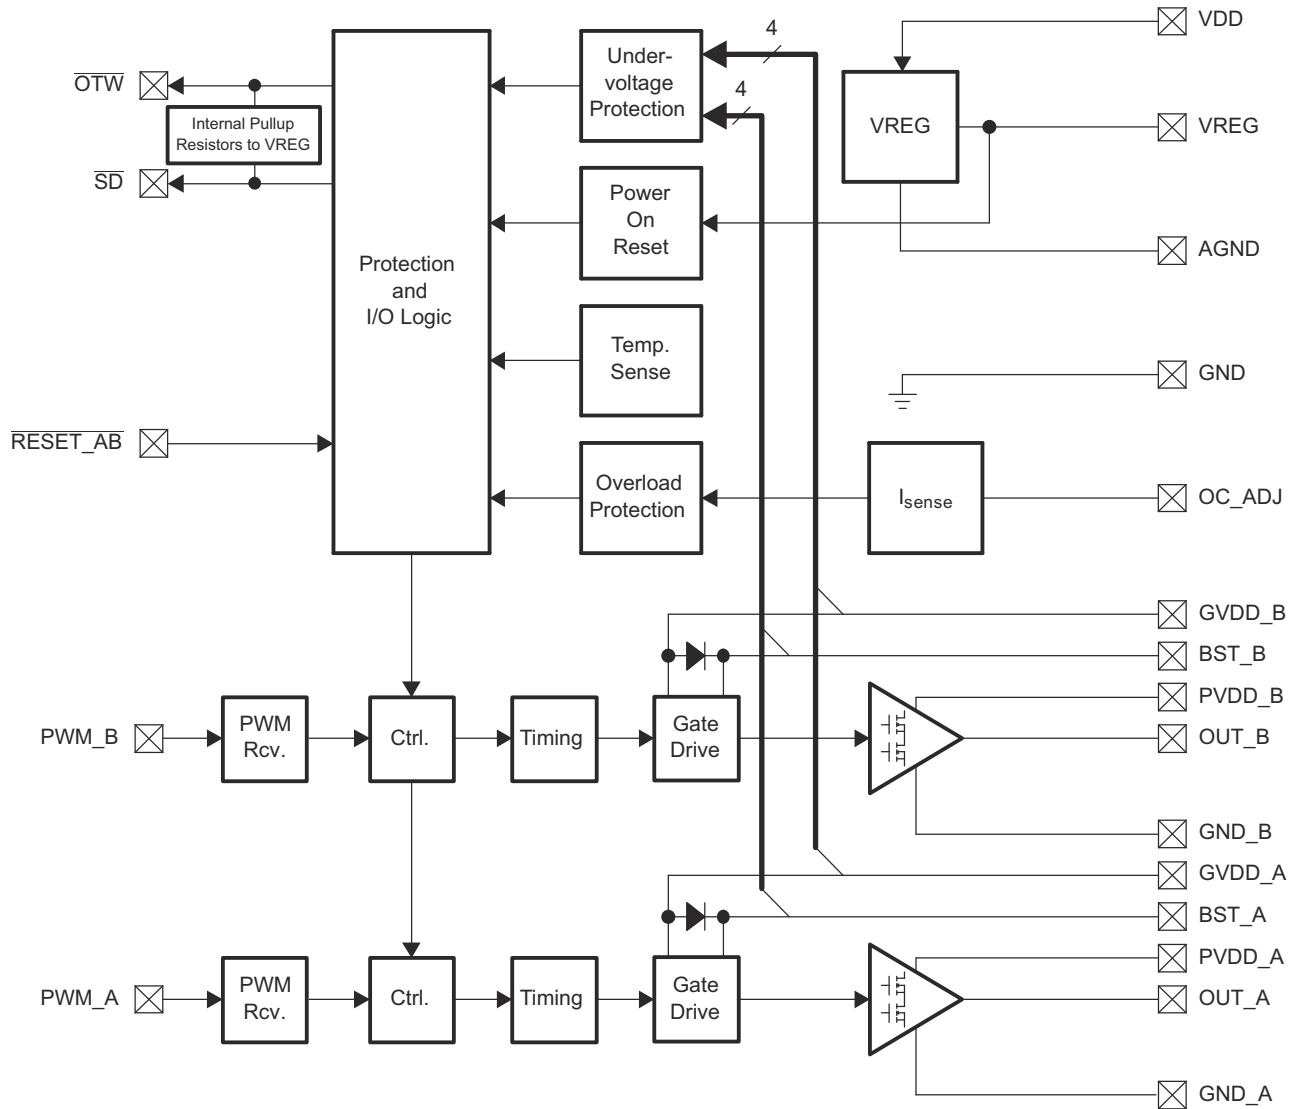 4
VDD
Under-
voltage
Protection
OTW
4
Internal Pullup
Resistors to VREG
VREG
VREG
SD
Power
On
Reset
AGND
Protection
and
I/O Logic
Temp.
Sense
GND
RESET_AB
Overload
Protection
Isense
OC_ADJ
GVDD_B
BST_B
PVDD_B
PWM_B
PWM
Rcv.
Ctrl.
Timing
Gate
Drive
OUT_B
GND_B
GVDD_A
BST_A
PVDD_A
PWM_A
PWM
Rcv.
Ctrl.
Timing
Gate
Drive
OUT_A
GND_A